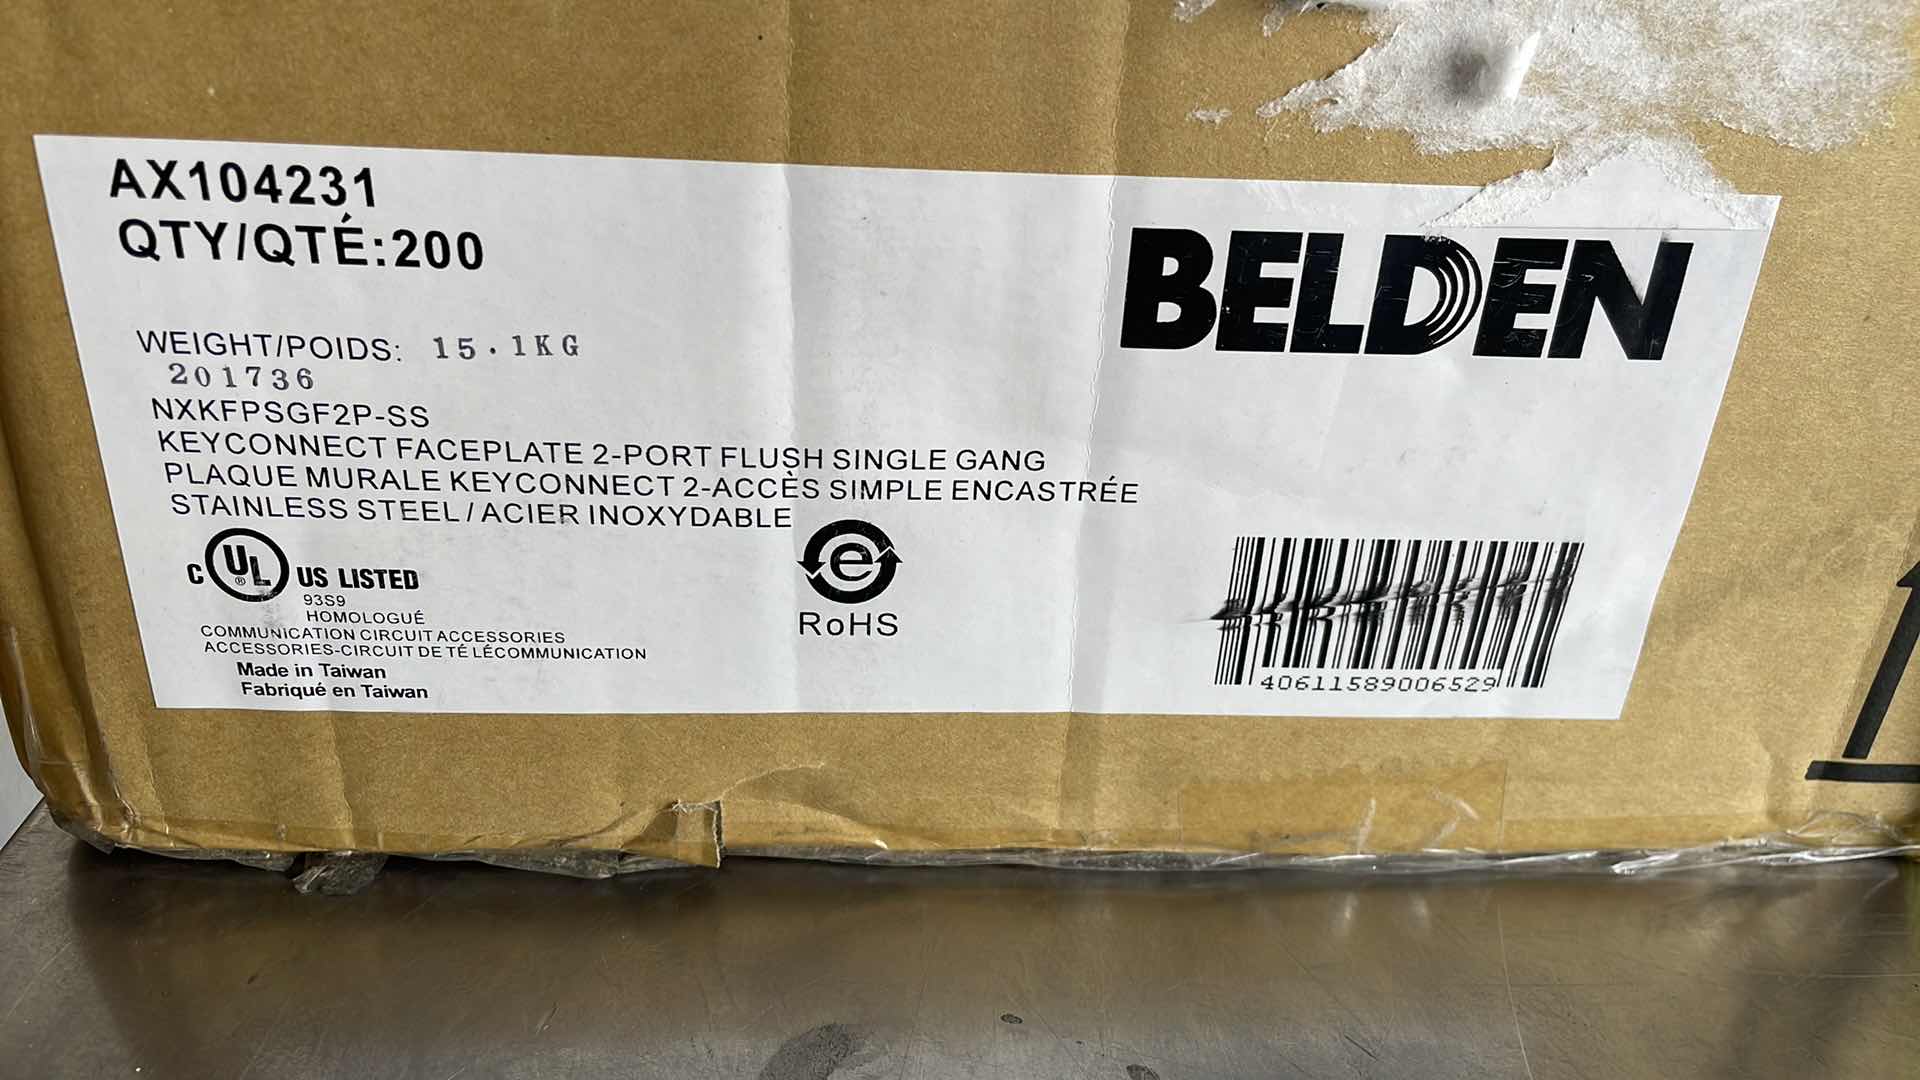 AX104231
QTY/QTÉ:200
BELDEN
WEIGHT/POIDS: 15.1KG
201736
NXKFPSGF2P-SS
KEYCONNECT FACEPLATE 2-PORT FLUSH SINGLE GANG
PLAQUE MURALE KEYCONNECT 2-ACCÈS SIMPLE ENCASTRÉE
STAINLESS STEEL/ACIER INOXYDABLE
C UL ® US LISTED
93S9
HOMOLOGUÉ
COMMUNICATION CIRCUIT ACCESSORIES
ACCESSORIES-CIRCUIT DE TÉLÉCOMMUNICATION
Made in Taiwan
Fabriqué en Taiwan
e
RoHS
40611589006529